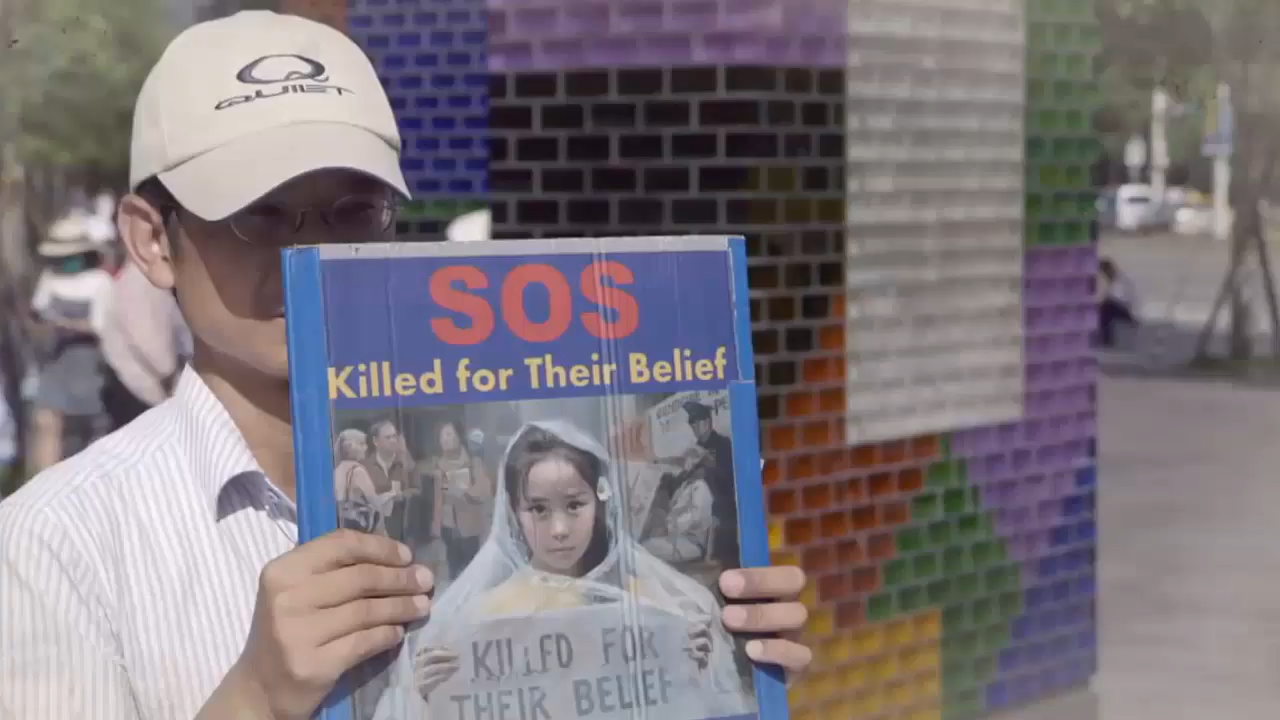 QUIET
SOS
Killed for Their Belief
KILLED FOR
THEIR BELIEF